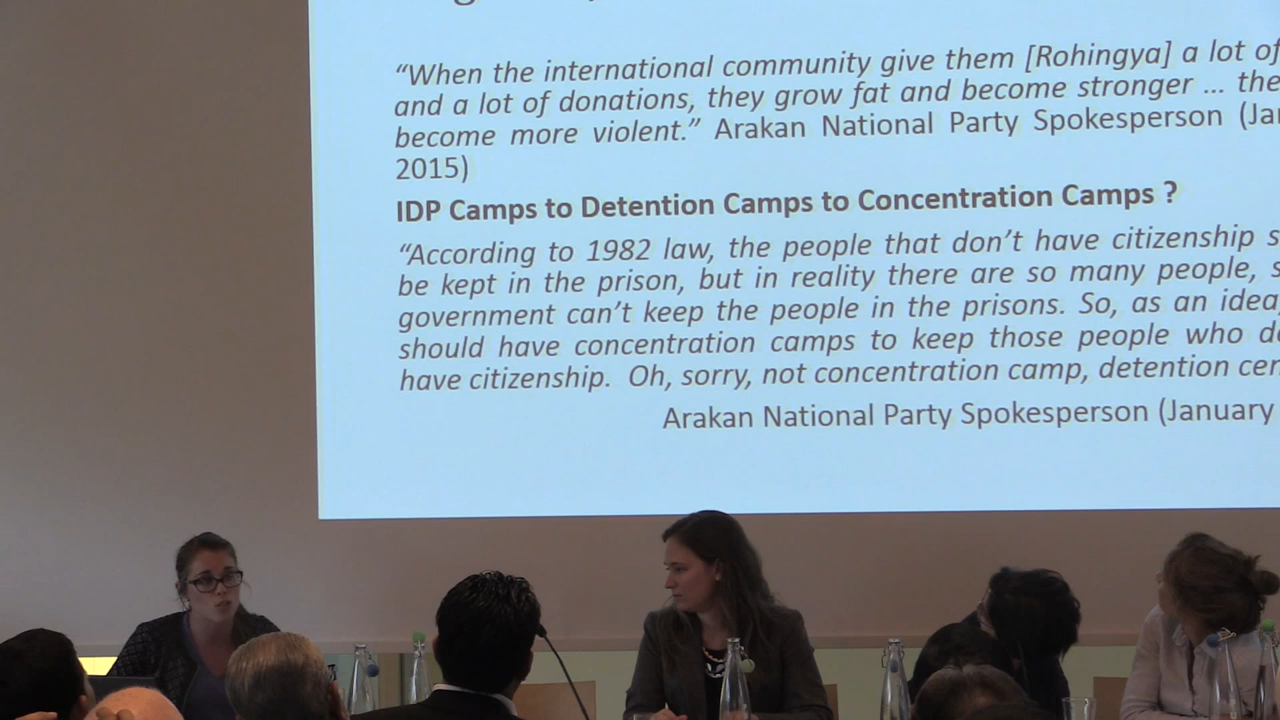 “When the international community give them [Rohingya] a lot of
and a lot of donations, they grow fat and become stronger ... the
become more violent.” Arakan National Party Spokesperson (Jan
2015)
IDP Camps to Detention Camps to Concentration Camps ?
“According to 1982 law, the people that don’t have citizenship s
be kept in the prison, but in reality there are so many people, s
government can’t keep the people in the prisons. So, as an idea,
should have concentration camps to keep those people who do
have citizenship. Oh, sorry, not concentration camp, detention cen
Arakan National Party Spokesperson (January